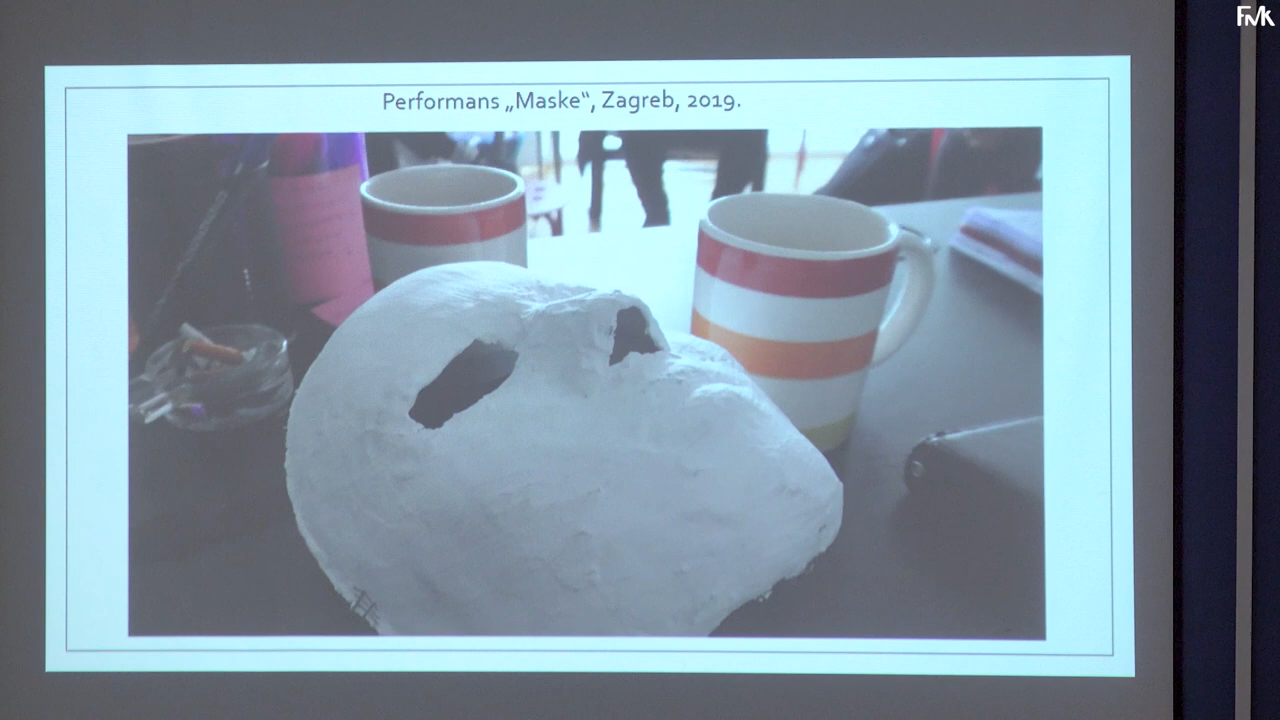 FMK
Performans „Maske“, Zagreb, 2019.